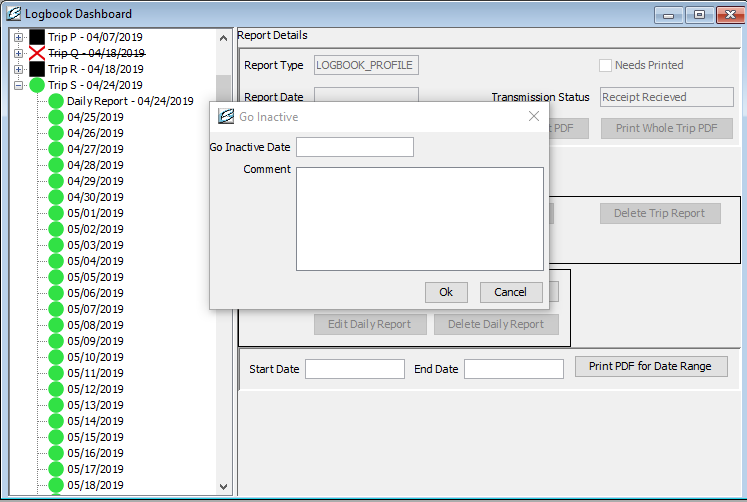 Logbook Dashboard
Trip P - 04/07/2019
Trip Q - 04/18/2019
Trip R - 04/18/2019
Trip S - 04/24/2019
Daily Report - 04/24/2019
04/25/2019
04/26/2019
04/27/2019
04/28/2019
04/29/2019
04/30/2019
05/01/2019
05/02/2019
05/03/2019
05/04/2019
05/05/2019
05/06/2019
05/07/2019
05/08/2019
05/09/2019
05/10/2019
05/11/2019
05/12/2019
05/13/2019
05/14/2019
05/15/2019
05/16/2019
05/17/2019
05/18/2019
Report Details
Report Type LOGBOOK_PROFILE Needs Printed
Report Date Transmission Status Receipt Recieved
PDF Print Whole Trip PDF
Delete Trip Report
Go Inactive
Go Inactive Date
Comment
Ok Cancel
Edit Daily Report Delete Daily Report
Start Date End Date Print PDF for Date Range